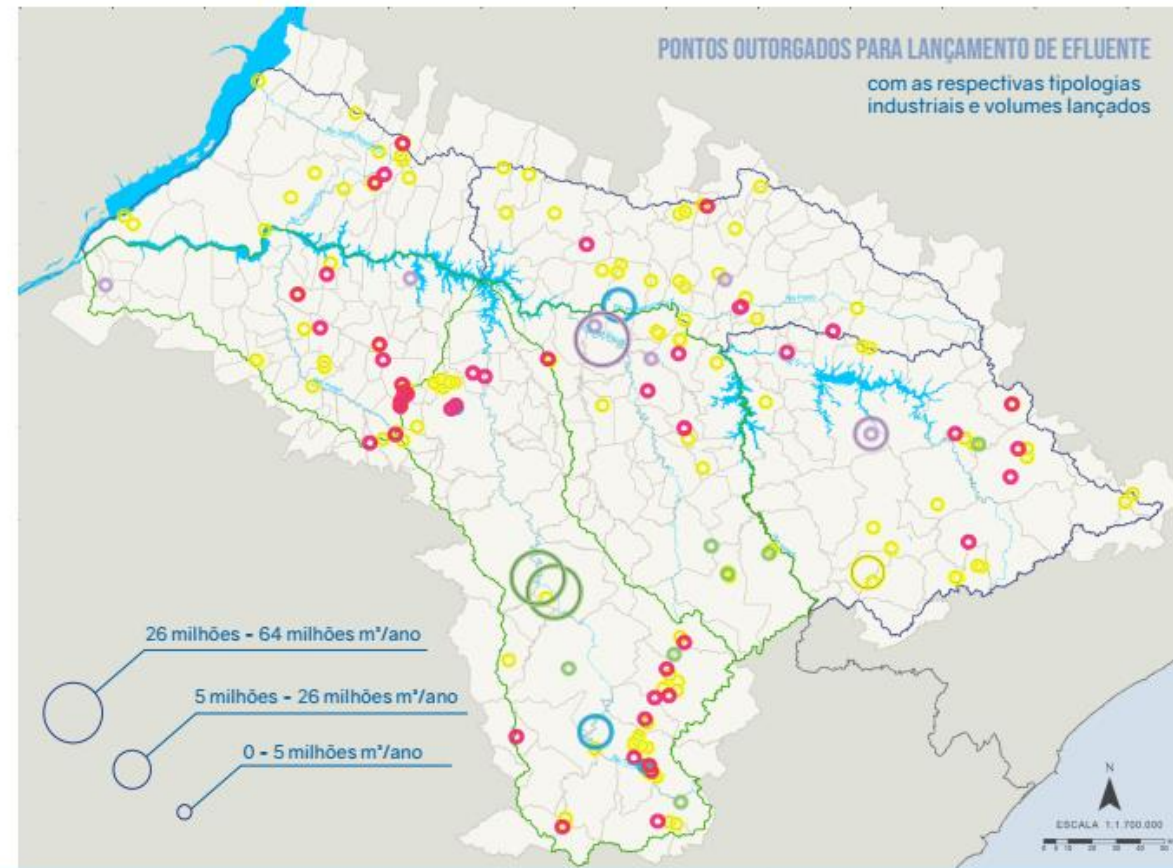 PONTOS OUTORGADOS PARA LANÇAMENTO DE EFLUENTE
com as respectivas tipologias
industriais e volumes lançados
26 milhões - 64 milhões m³/ano
5 milhões - 26 milhões m³/ano
0 - 5 milhões m³/ano
N
ESCALA 1:1.700.000